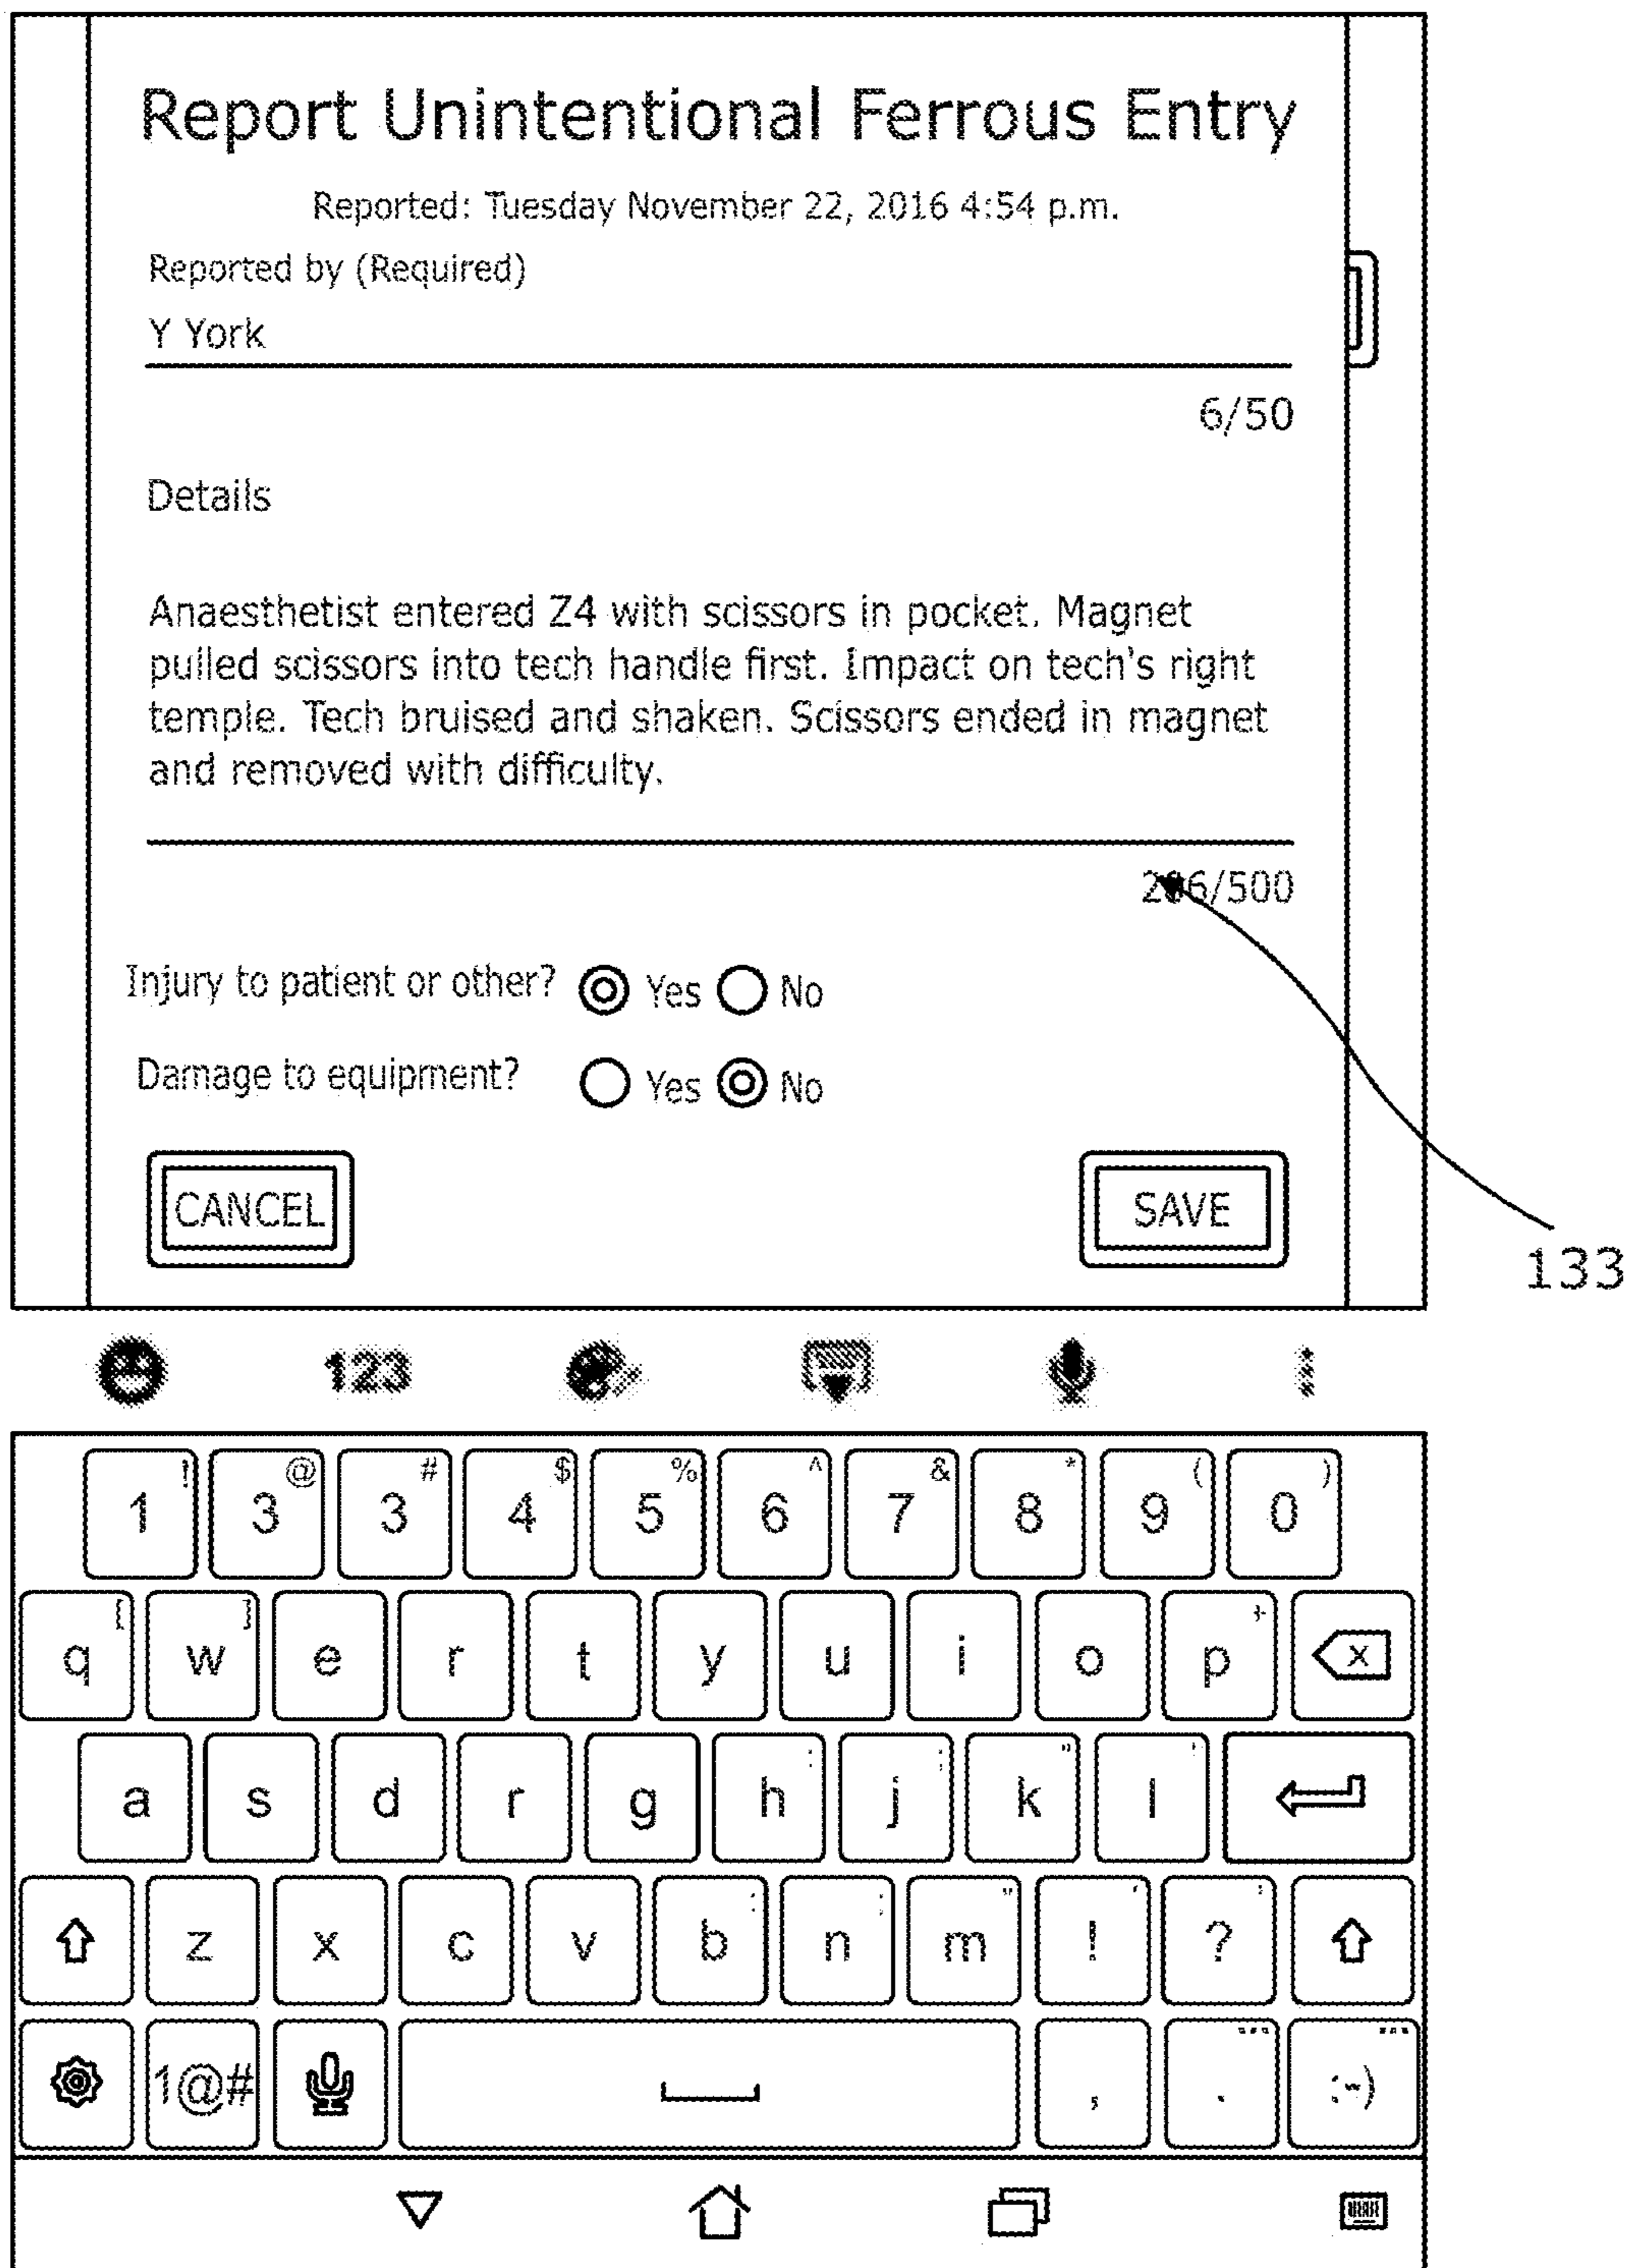 Report Unintentional Ferrous Entry
Reported: Tuesday November 22, 2016 4:54 p.m.
Reported by (Required)
Y York
6/50
Details
Anaesthetist entered Z4 with scissors in pocket. Magnet
pulled scissors into tech handle first. Impact on tech's right
temple. Tech bruised and shaken. Scissors ended in magnet
and removed with difficulty.
/500
Injury to patient or other? Yes No
Damage to equipment? Yes No
CANCEL SAVE
133
123
1 ! 3 @ 3 # 4 $ 5 % 6 ^ 7 & 8 * 9 ( 0 )
q [ w ] e r t y u i o p x
a s d r g h : j ; k " l '
z x c v b : n ; m " ! ?
1@# , . :-)